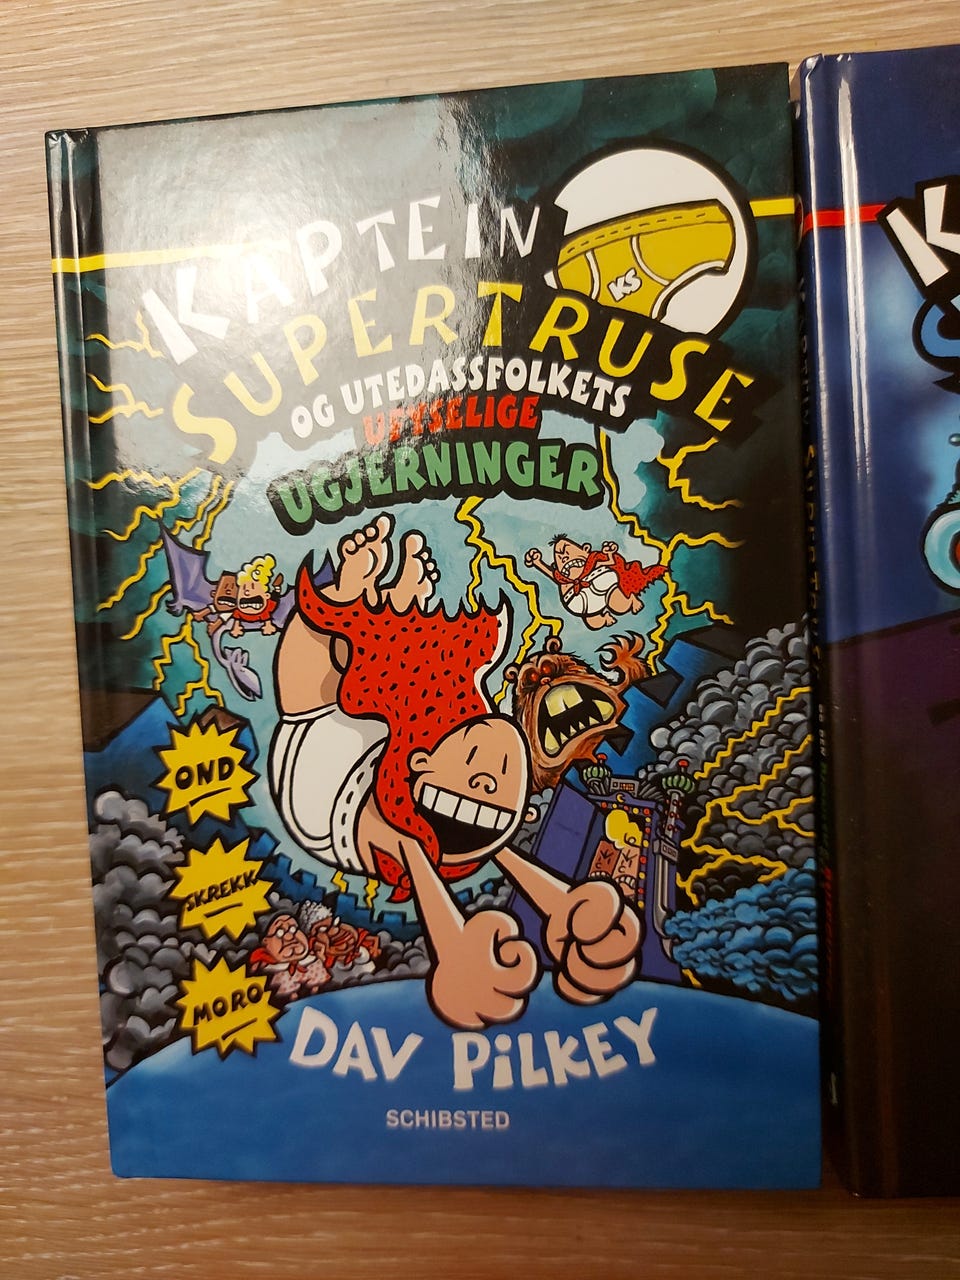 KAPTEIN
SUPERTRUSE
OG UTEDASSFOLKETS
UFYSELIGE
UGJERNINGER
KS
OND
SKREKK
MORO
DAV PILKEY
SCHIBSTED
K
S